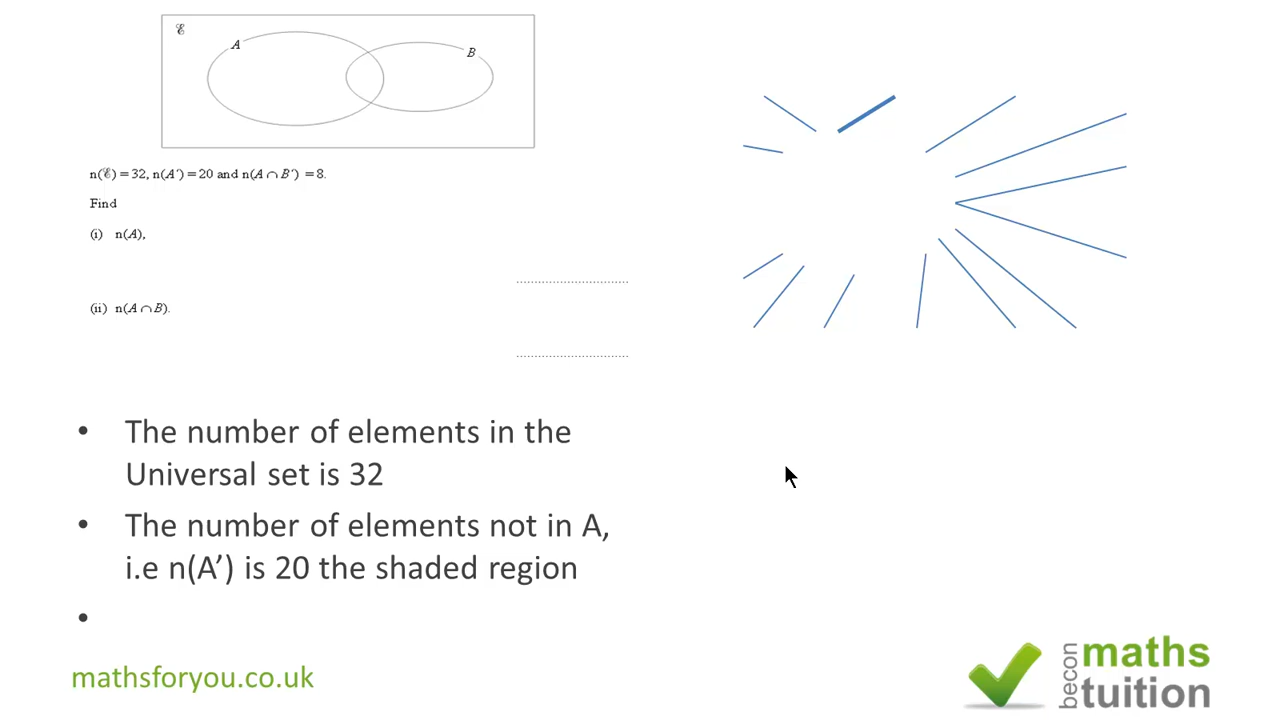 ℰ
A
B
n(ℰ) = 32, n(A′) = 20 and n(A ∩ B′) = 8.
Find
(i) n(A),
..............................
(ii) n(A ∩ B).
..............................
• The number of elements in the
Universal set is 32
• The number of elements not in A,
i.e n(A’) is 20 the shaded region
•
mathsforyou.co.uk
becon
maths
tuition